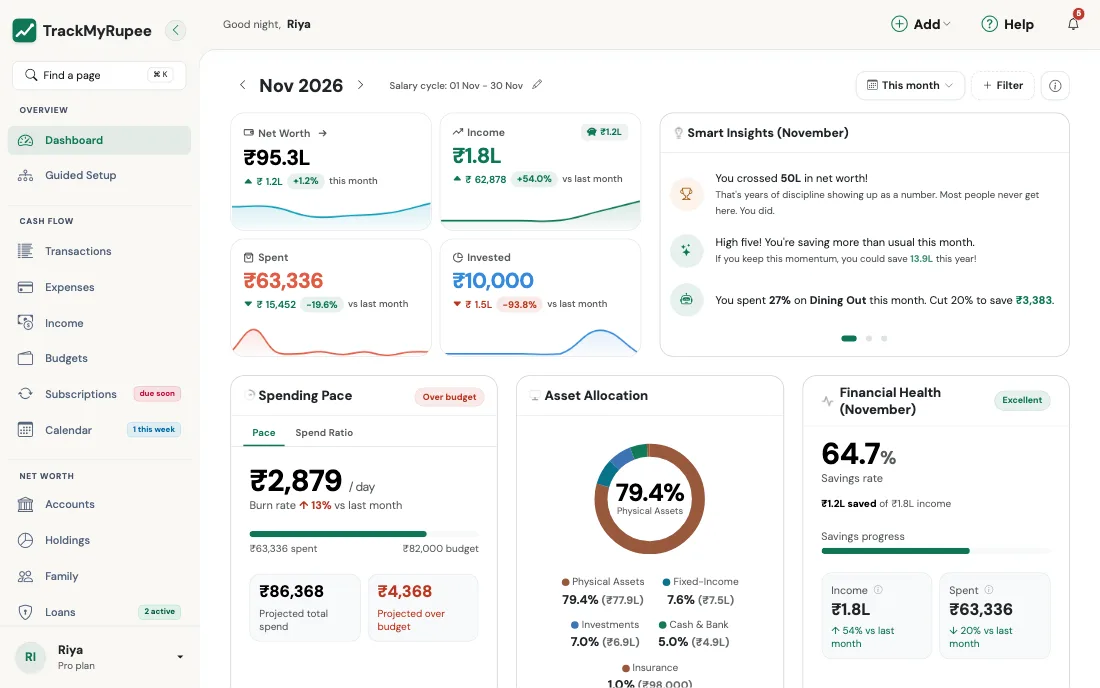 TrackMyRupee
Good night, Riya
Add
Help
5
Find a page
⌘ K
OVERVIEW
Dashboard
Guided Setup
CASH FLOW
Transactions
Expenses
Income
Budgets
Subscriptions due soon
Calendar 1 this week
NET WORTH
Accounts
Holdings
Family
Loans 2 active
RI
Riya
Pro plan
Nov 2026
Salary cycle: 01 Nov - 30 Nov
This month
+ Filter
Net Worth →
₹95.3L
₹ 1.2L +1.2% this month
Income
₹1.2L
₹1.8L
₹ 62,878 +54.0% vs last month
Spent
₹63,336
₹ 15,452 -19.6% vs last month
Invested
₹10,000
₹ 1.5L -93.8% vs last month
Smart Insights (November)
You crossed 50L in net worth!
That's years of discipline showing up as a number. Most people never get
here. You did.
High five! You're saving more than usual this month.
If you keep this momentum, you could save 13.9L this year!
You spent 27% on Dining Out this month. Cut 20% to save ₹3,383.
Spending Pace
Over budget
Pace
Spend Ratio
₹2,879 / day
Burn rate ↑ 13% vs last month
₹63,336 spent
₹82,000 budget
₹86,368
Projected total
spend
₹4,368
Projected over
budget
Asset Allocation
79.4%
Physical Assets
Physical Assets
79.4% (₹77.9L)
Fixed-Income
7.6% (₹7.5L)
Investments
7.0% (₹6.9L)
Cash & Bank
5.0% (₹4.9L)
Insurance
1.0% (₹98,000)
Financial Health
(November)
Excellent
64.7%
Savings rate
₹1.2L saved of ₹1.8L income
Savings progress
Income
₹1.8L
↑ 54% vs last
month
Spent
₹63,336
↓ 20% vs last
month